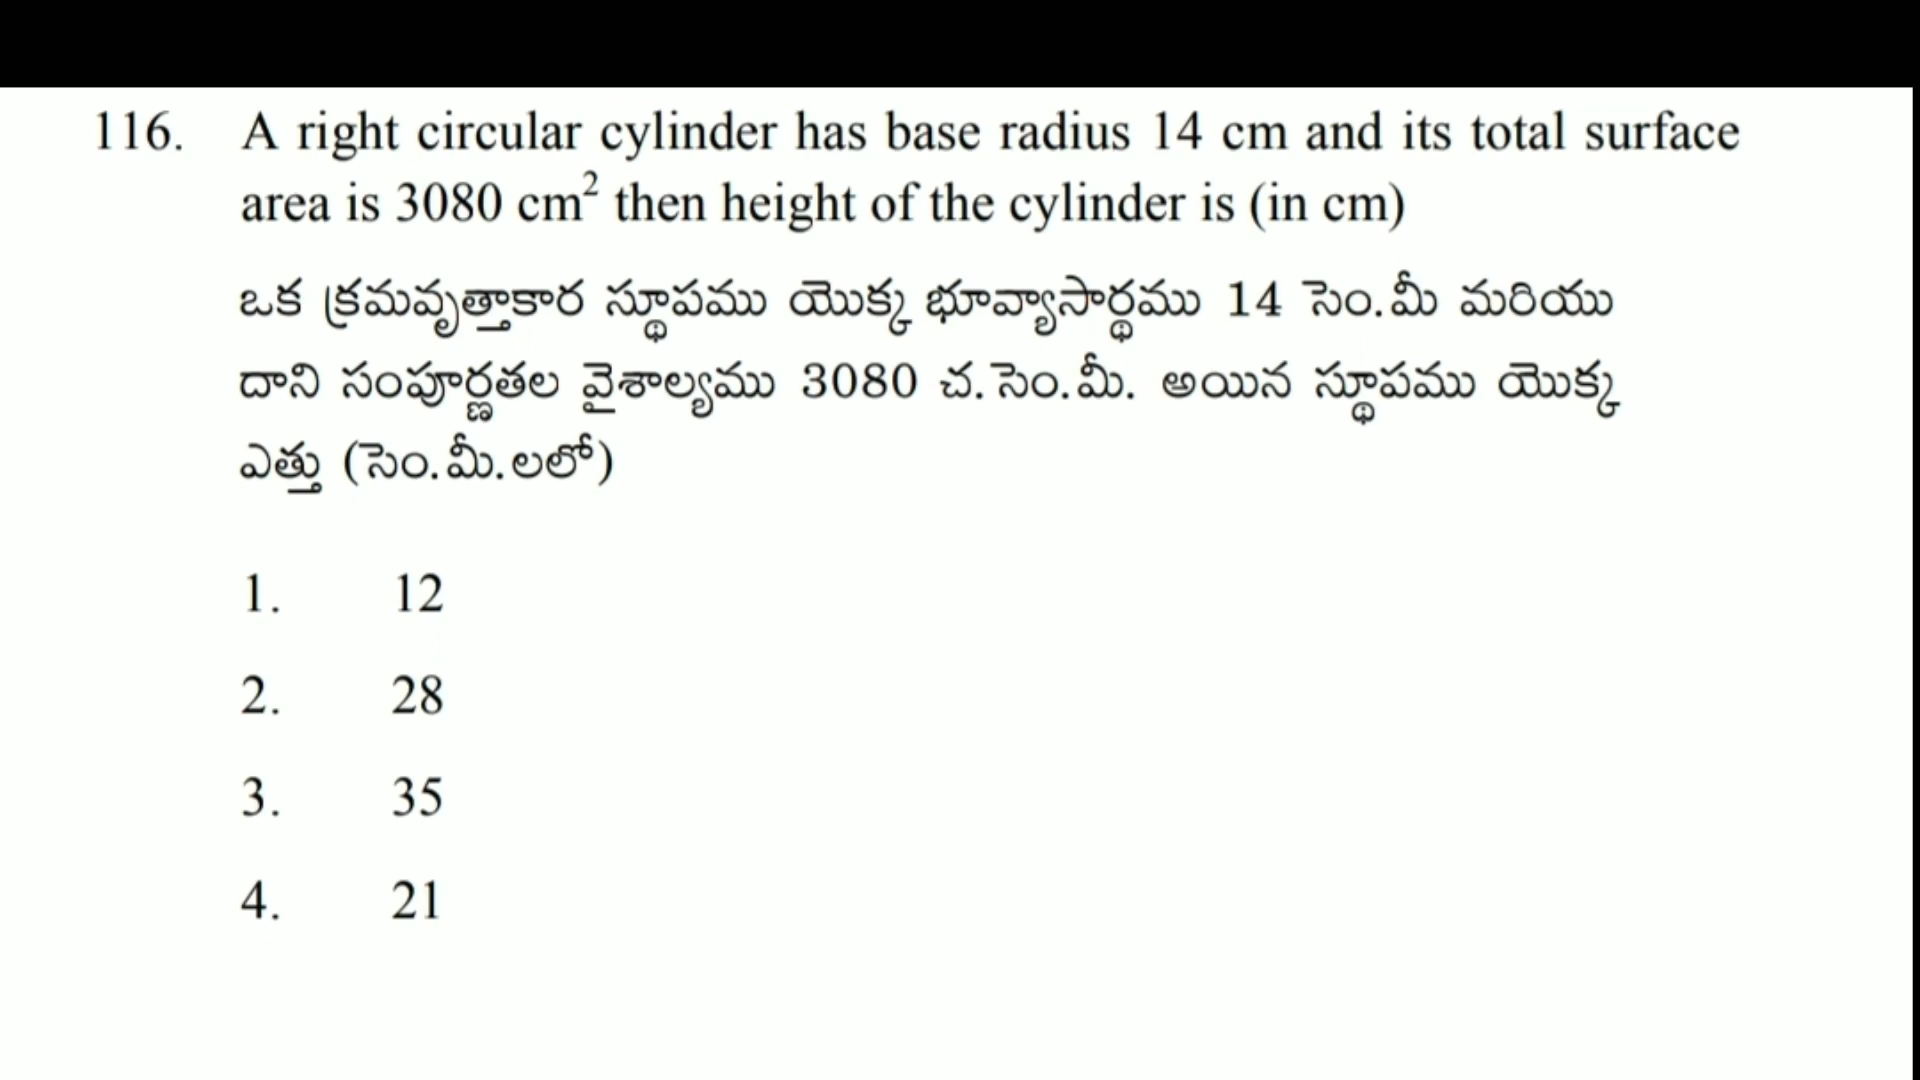 116. A right circular cylinder has base radius 14 cm and its total surface
area is 3080 cm² then height of the cylinder is (in cm)
ఒక క్రమవృత్తాకార స్థూపము యొక్క భూవ్యాసార్థము 14 సెం.మీ మరియు
దాని సంపూర్ణతల వైశాల్యము 3080 చ.సెం.మీ. అయిన స్థూపము యొక్క
ఎత్తు (సెం.మీ.లలో)
1. 12
2. 28
3. 35
4. 21